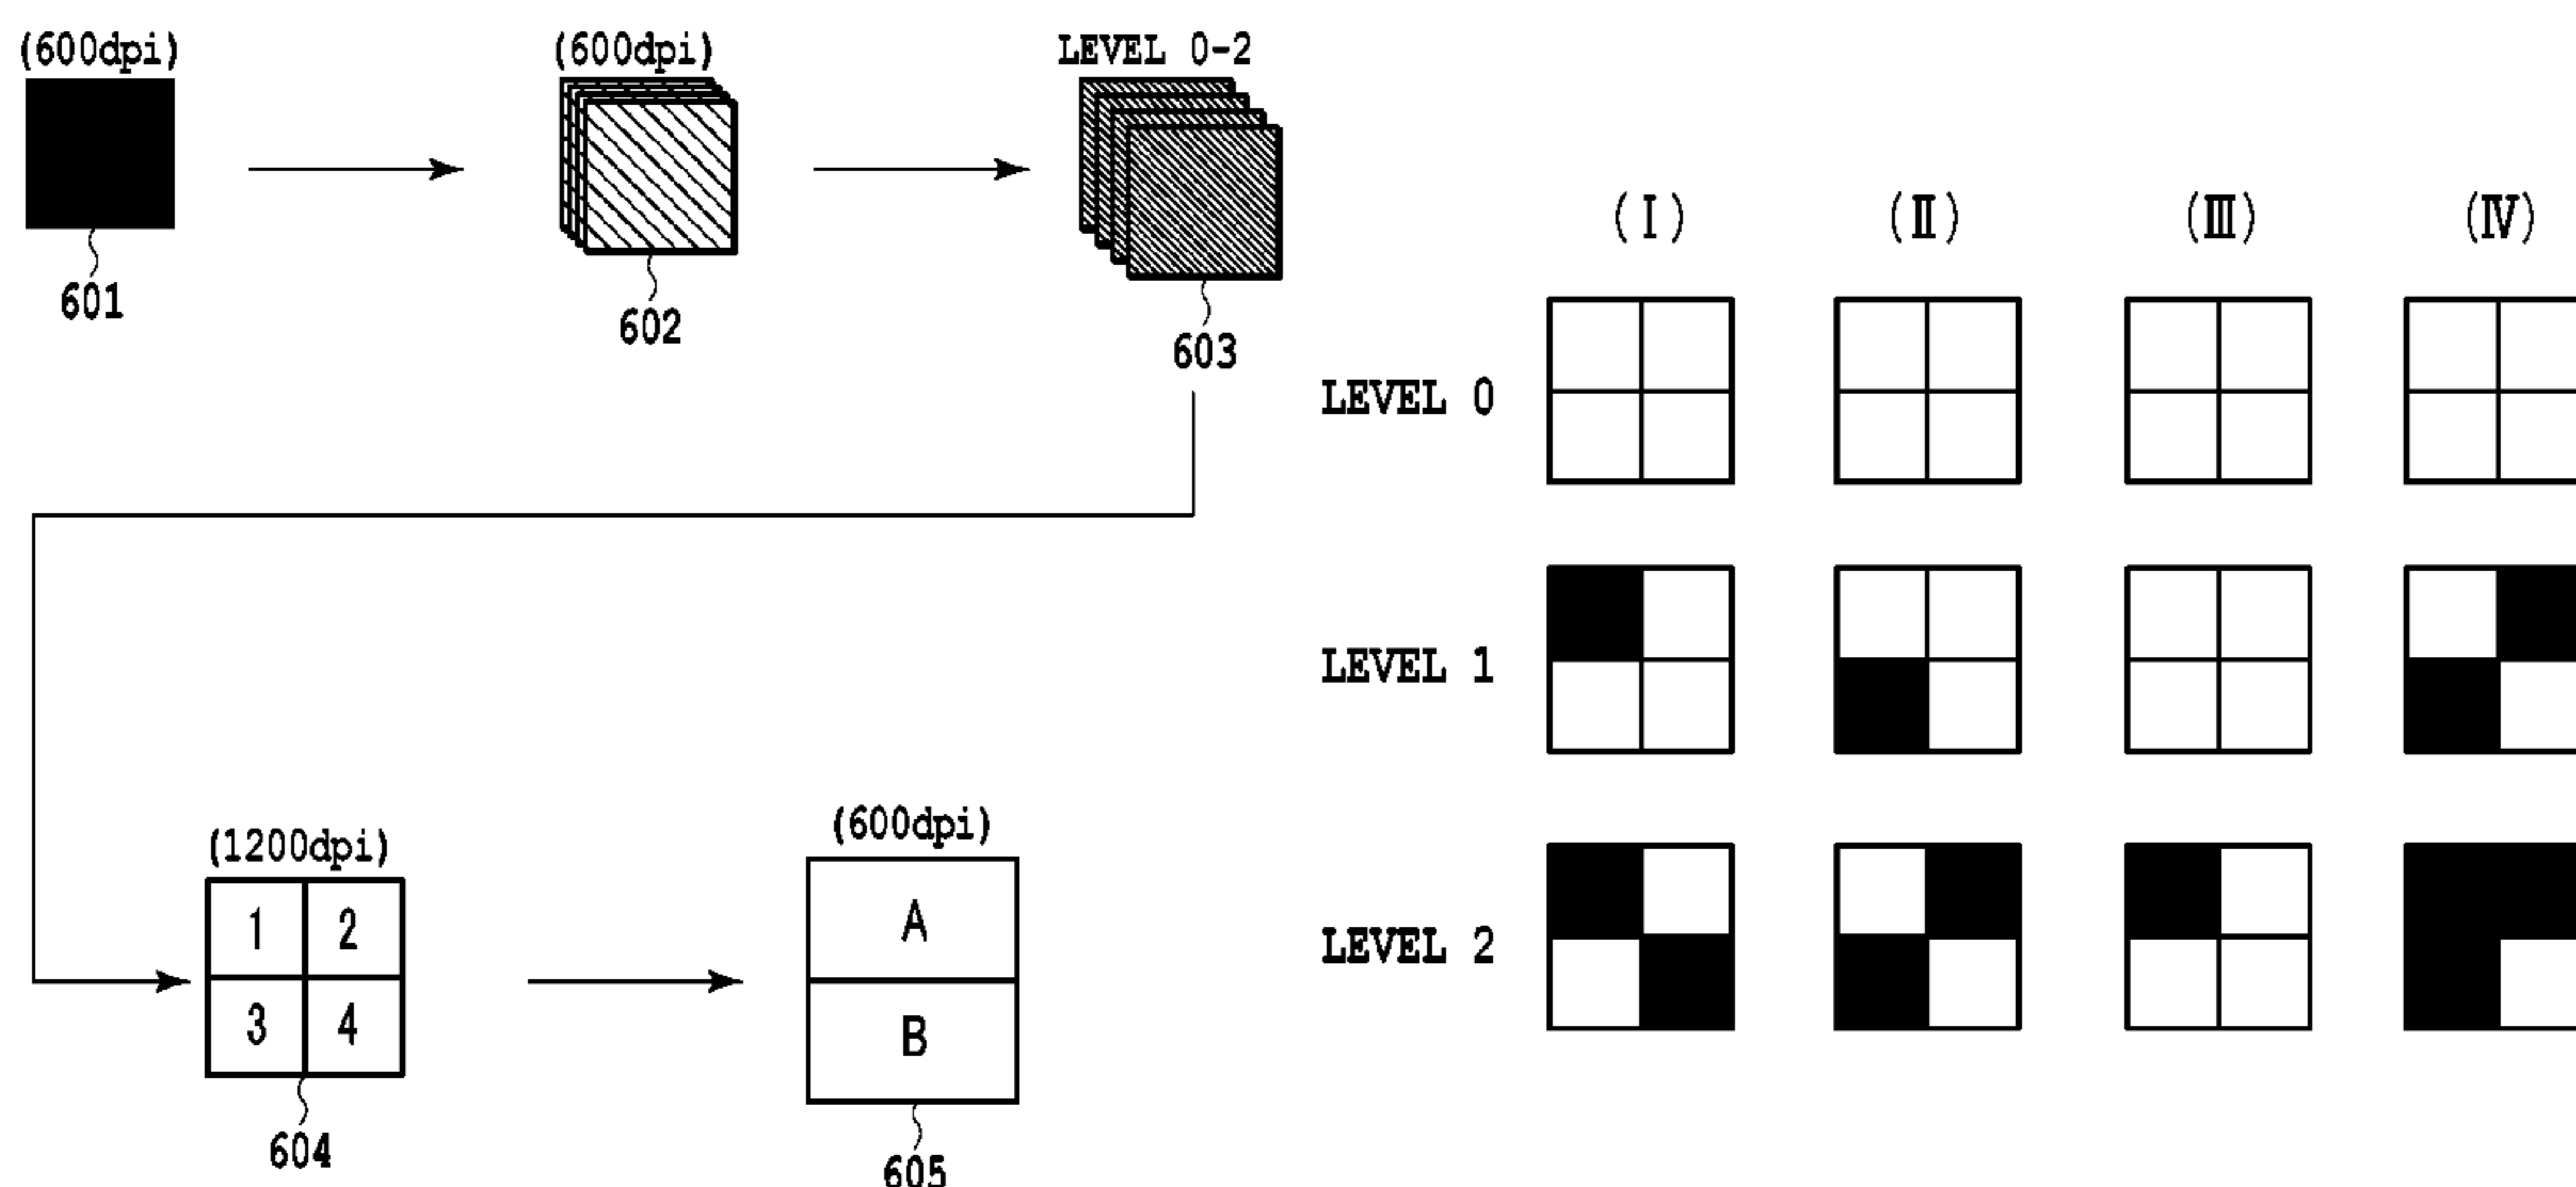 (600dpi)
601
(600dpi)
602
LEVEL 0-2
603
(1200dpi)
1 2
3 4
604
(600dpi)
A
B
605
(I) (II) (III) (IV)
LEVEL 0
LEVEL 1
LEVEL 2